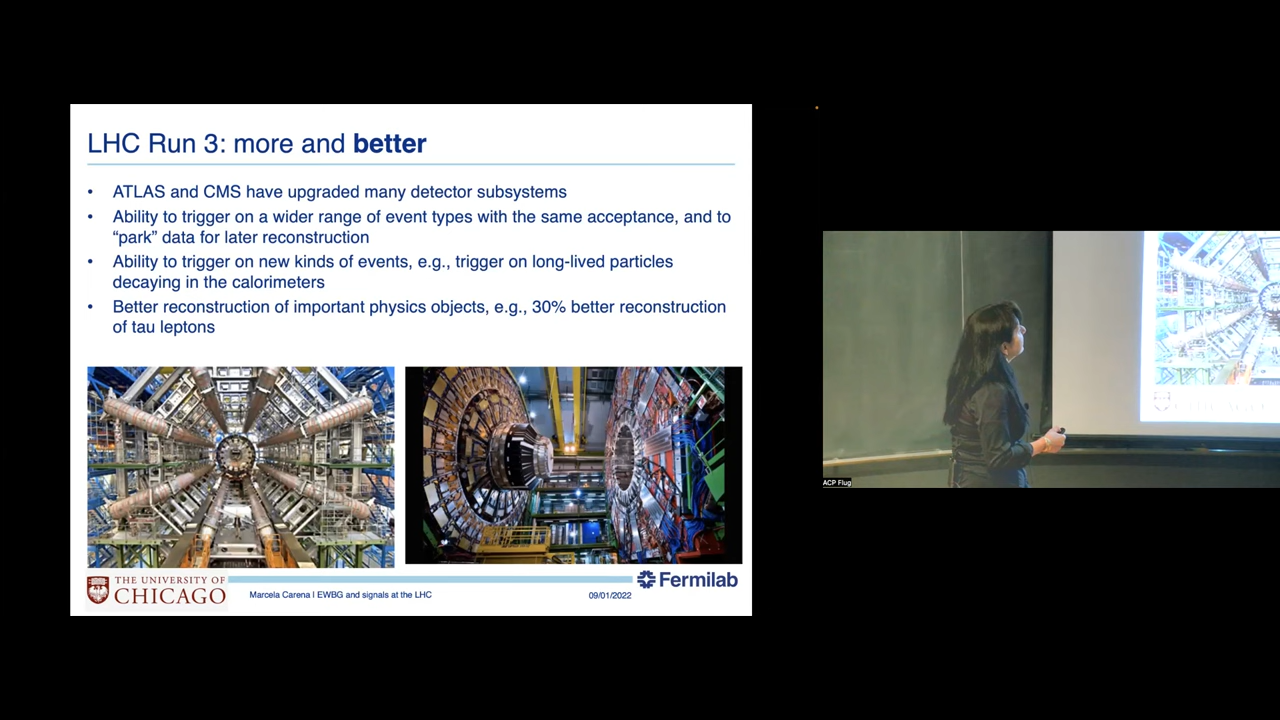 LHC Run 3: more and better
• ATLAS and CMS have upgraded many detector subsystems
• Ability to trigger on a wider range of event types with the same acceptance, and to
“park” data for later reconstruction
• Ability to trigger on new kinds of events, e.g., trigger on long-lived particles
decaying in the calorimeters
• Better reconstruction of important physics objects, e.g., 30% better reconstruction
of tau leptons
THE UNIVERSITY OF
CHICAGO
Marcela Carena | EWBG and signals at the LHC
09/01/2022
Fermilab
ACP Flug